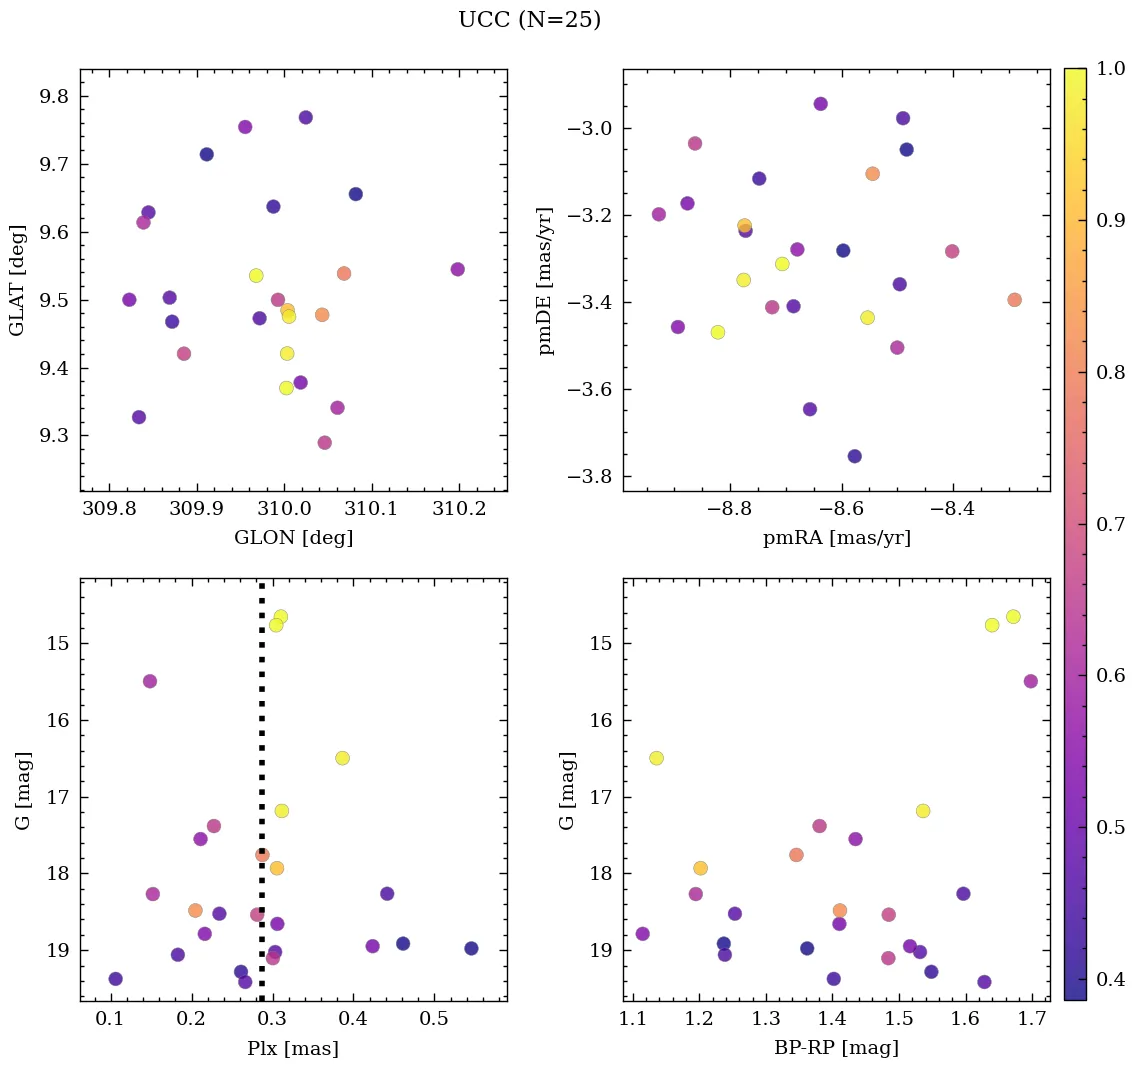 UCC (N=25)
9.8
9.7
9.6
9.5
9.4
9.3
GLAT [deg]
309.8 309.9 310.0 310.1 310.2
GLON [deg]
−3.0
−3.2
−3.4
−3.6
−3.8
pmDE [mas/yr]
−8.8 −8.6 −8.4
pmRA [mas/yr]
15
16
17
18
19
G [mag]
0.1 0.2 0.3 0.4 0.5
Plx [mas]
15
16
17
18
19
G [mag]
1.1 1.2 1.3 1.4 1.5 1.6 1.7
BP-RP [mag]
1.0
0.9
0.8
0.7
0.6
0.5
0.4